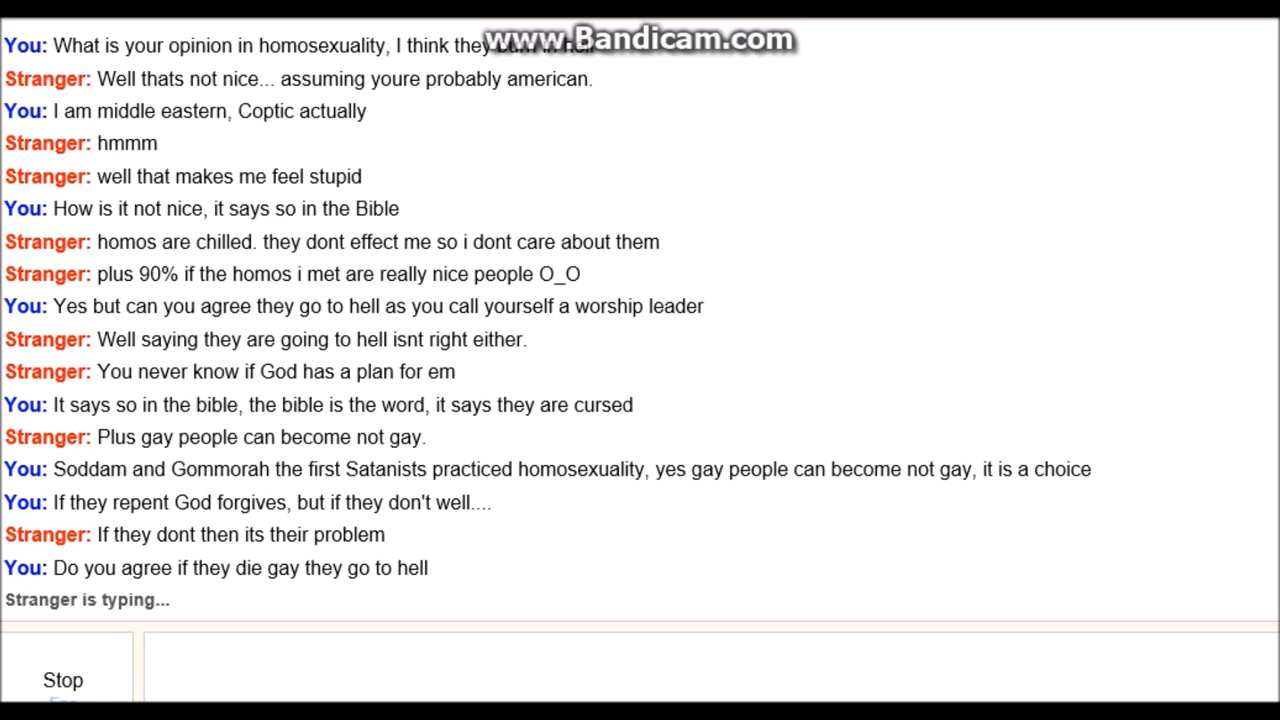 www.Bandicam.com
You: What is your opinion in homosexuality, I think they burn in hell
Stranger: Well thats not nice... assuming youre probably american.
You: I am middle eastern, Coptic actually
Stranger: hmmm
Stranger: well that makes me feel stupid
You: How is it not nice, it says so in the Bible
Stranger: homos are chilled. they dont effect me so i dont care about them
Stranger: plus 90% if the homos i met are really nice people O_O
You: Yes but can you agree they go to hell as you call yourself a worship leader
Stranger: Well saying they are going to hell isnt right either.
Stranger: You never know if God has a plan for em
You: It says so in the bible, the bible is the word, it says they are cursed
Stranger: Plus gay people can become not gay.
You: Soddam and Gommorah the first Satanists practiced homosexuality, yes gay people can become not gay, it is a choice
You: If they repent God forgives, but if they don't well....
Stranger: If they dont then its their problem
You: Do you agree if they die gay they go to hell
Stranger is typing...
Stop